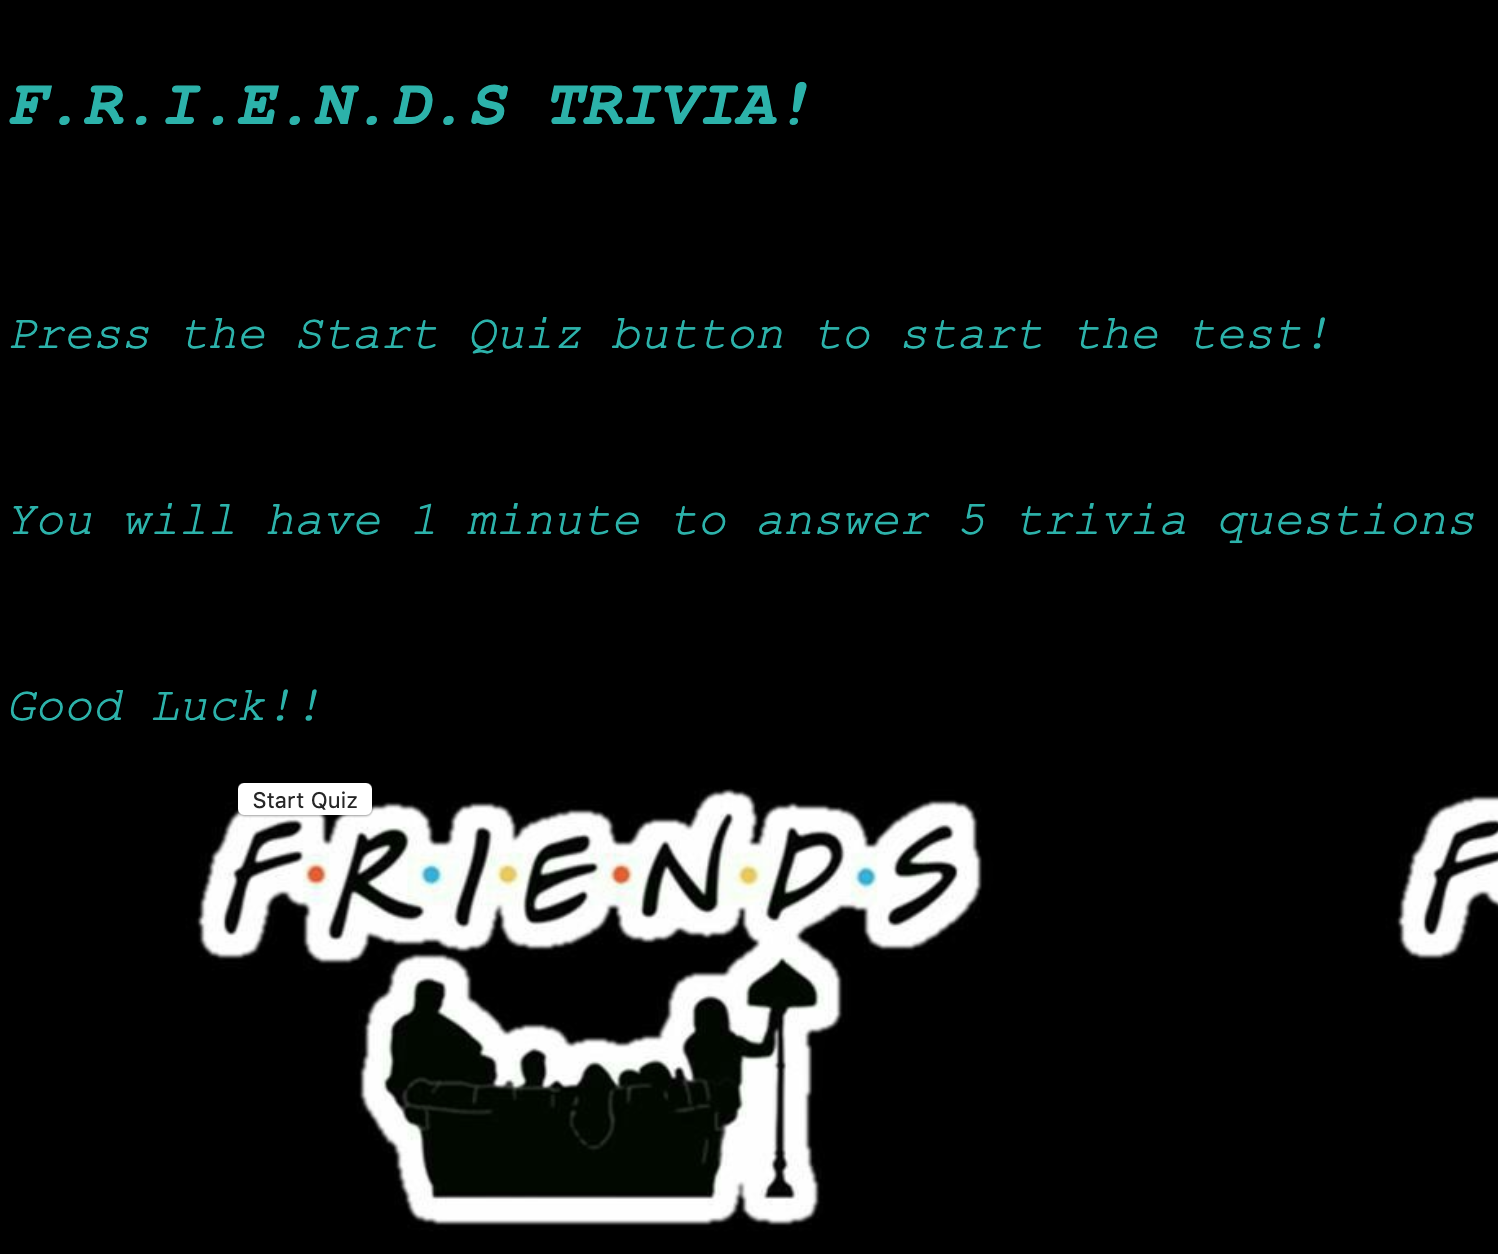 F.R.I.E.N.D.S TRIVIA!
Press the Start Quiz button to start the test!
You will have 1 minute to answer 5 trivia questions
Good Luck!!
Start Quiz
F•R•I•E•N•D•S
F